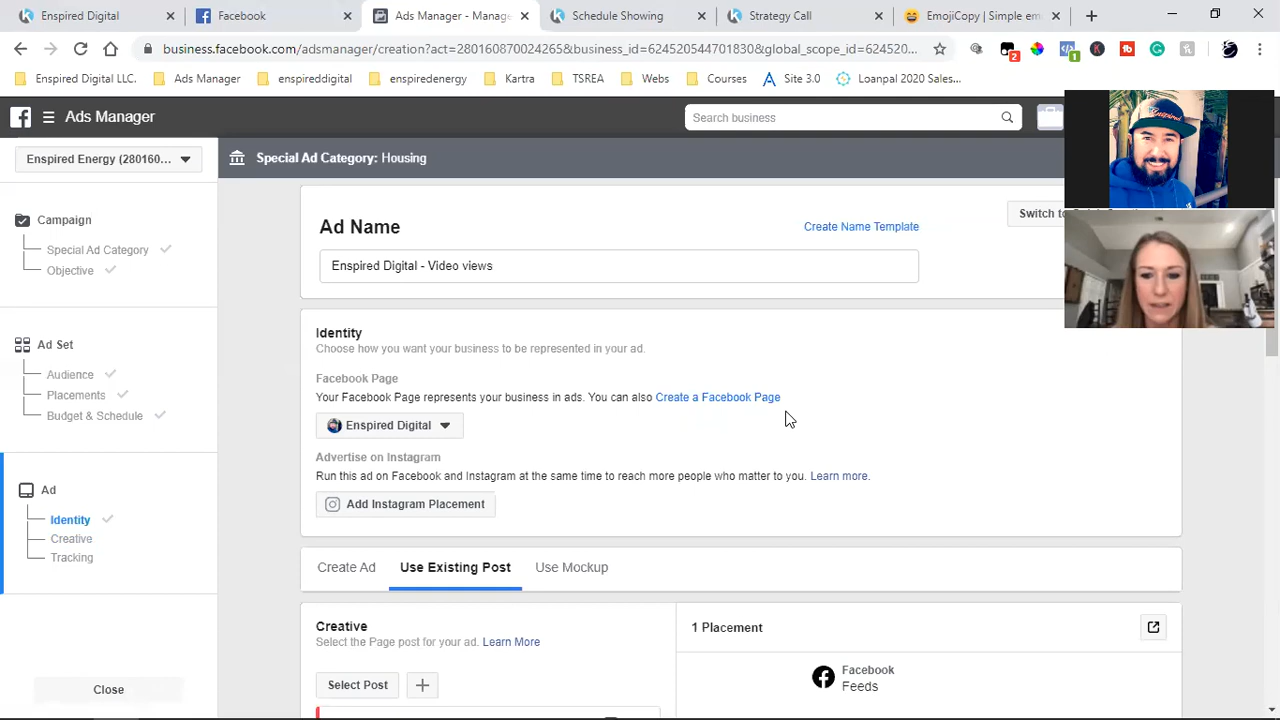 Enspired Digital
Facebook
Ads Manager - Manage
Schedule Showing
Strategy Call
EmojiCopy | Simple em
business.facebook.com/adsmanager/creation?act=280160870024265&business_id=624520544701830&global_scope_id=62452...
2
1
Enspired Digital LLC.
Ads Manager
enspireddigital
enspiredenergy
Kartra
TSREA
Webs
Courses
Site 3.0
Loanpal 2020 Sales...
Ads Manager
Search business
Enspired Energy (280160...
Special Ad Category: Housing
Campaign
Special Ad Category
Objective
Ad Set
Audience
Placements
Budget & Schedule
Ad
Identity
Creative
Tracking
Close
Ad Name
Create Name Template
Switch to
Enspired Digital - Video views
Identity
Choose how you want your business to be represented in your ad.
Facebook Page
Your Facebook Page represents your business in ads. You can also Create a Facebook Page
Enspired Digital
Advertise on Instagram
Run this ad on Facebook and Instagram at the same time to reach more people who matter to you. Learn more.
Add Instagram Placement
Create Ad
Use Existing Post
Use Mockup
Creative
Select the Page post for your ad. Learn More
Select Post
1 Placement
Facebook
Feeds